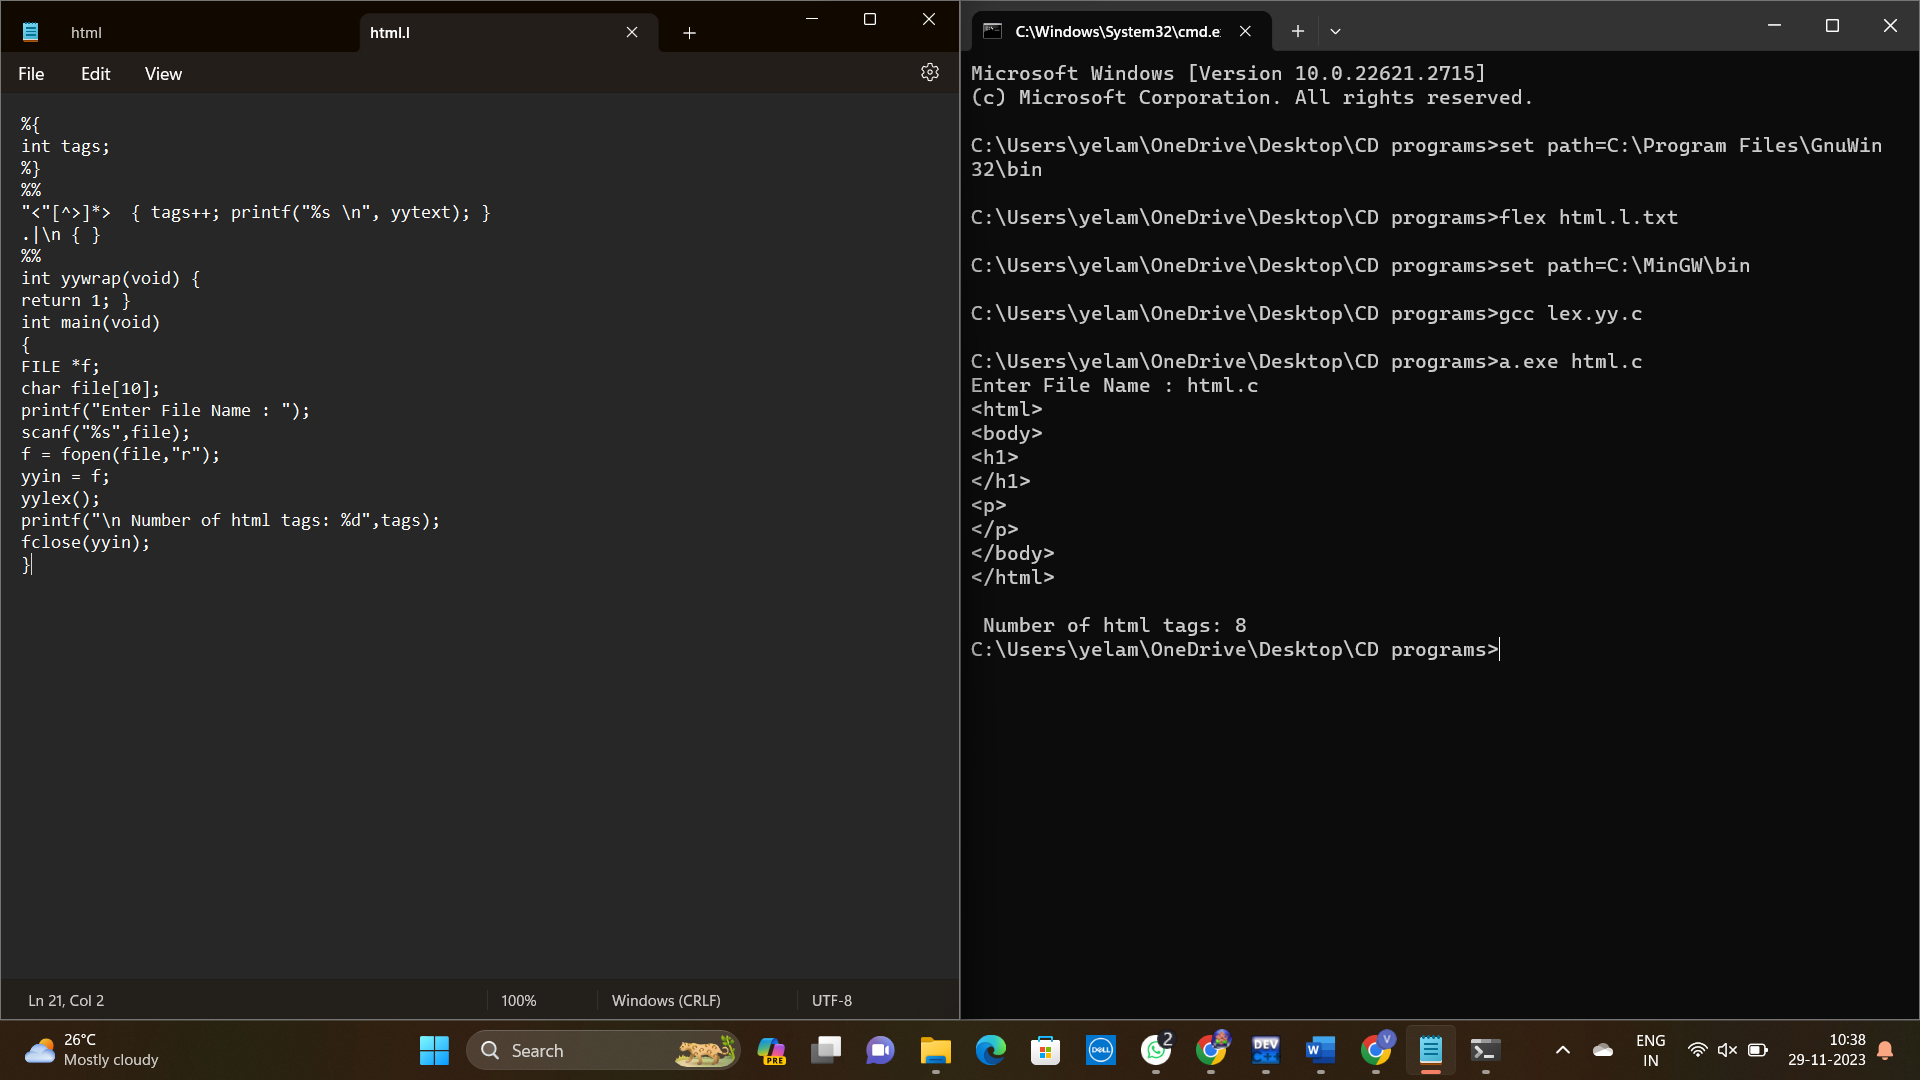 html
html.l
File Edit View
%{
int tags;
%}
%%
"<"[^>]*>  { tags++; printf("%s \n", yytext); }
.|\n { }
%%
int yywrap(void) {
return 1; }
int main(void)
{
FILE *f;
char file[10];
printf("Enter File Name : ");
scanf("%s",file);
f = fopen(file,"r");
yyin = f;
yylex();
printf("\n Number of html tags: %d",tags);
fclose(yyin);
}
Ln 21, Col 2
100%
Windows (CRLF)
UTF-8
C:\Windows\System32\cmd.e
Microsoft Windows [Version 10.0.22621.2715]
(c) Microsoft Corporation. All rights reserved.
C:\Users\yelam\OneDrive\Desktop\CD programs>set path=C:\Program Files\GnuWin
32\bin
C:\Users\yelam\OneDrive\Desktop\CD programs>flex html.l.txt
C:\Users\yelam\OneDrive\Desktop\CD programs>set path=C:\MinGW\bin
C:\Users\yelam\OneDrive\Desktop\CD programs>gcc lex.yy.c
C:\Users\yelam\OneDrive\Desktop\CD programs>a.exe html.c
Enter File Name : html.c
<html>
<body>
<h1>
</h1>
<p>
</p>
</body>
</html>
 Number of html tags: 8
C:\Users\yelam\OneDrive\Desktop\CD programs>
26°C
Mostly cloudy
Search
PRE
DELL
2
DEV
C++
W
V
ENG
IN
10:38
29-11-2023